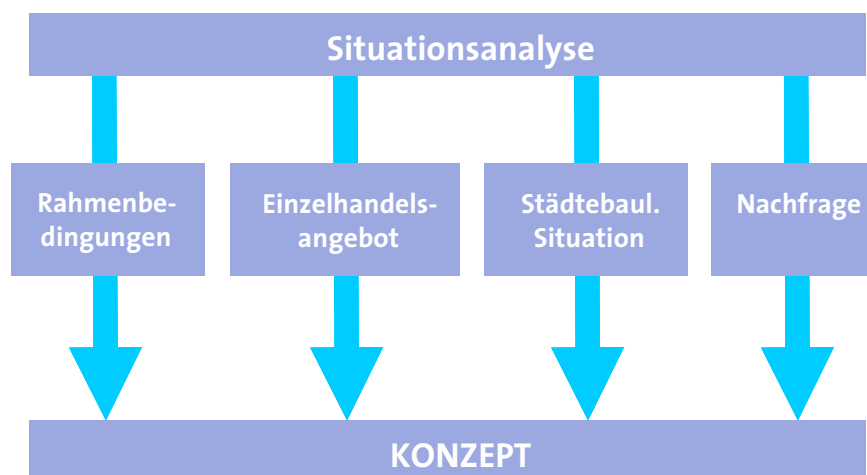 Situationsanalyse
Rahmenbe-
dingungen
Einzelhandels-
angebot
Städtebaul.
Situation
Nachfrage
KONZEPT